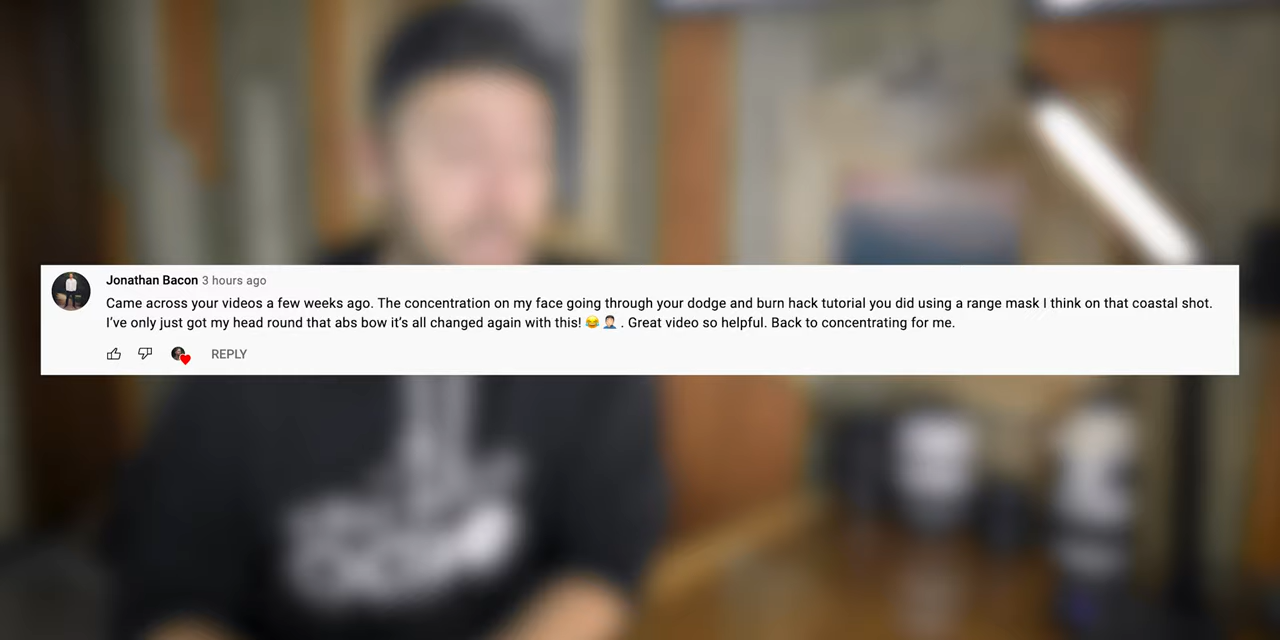 Jonathan Bacon 3 hours ago
Came across your videos a few weeks ago. The concentration on my face going through your dodge and burn hack tutorial you did using a range mask I think on that coastal shot.
I've only just got my head round that abs bow it's all changed again with this! 😂 🤦🏻‍♂️ . Great video so helpful. Back to concentrating for me.
REPLY